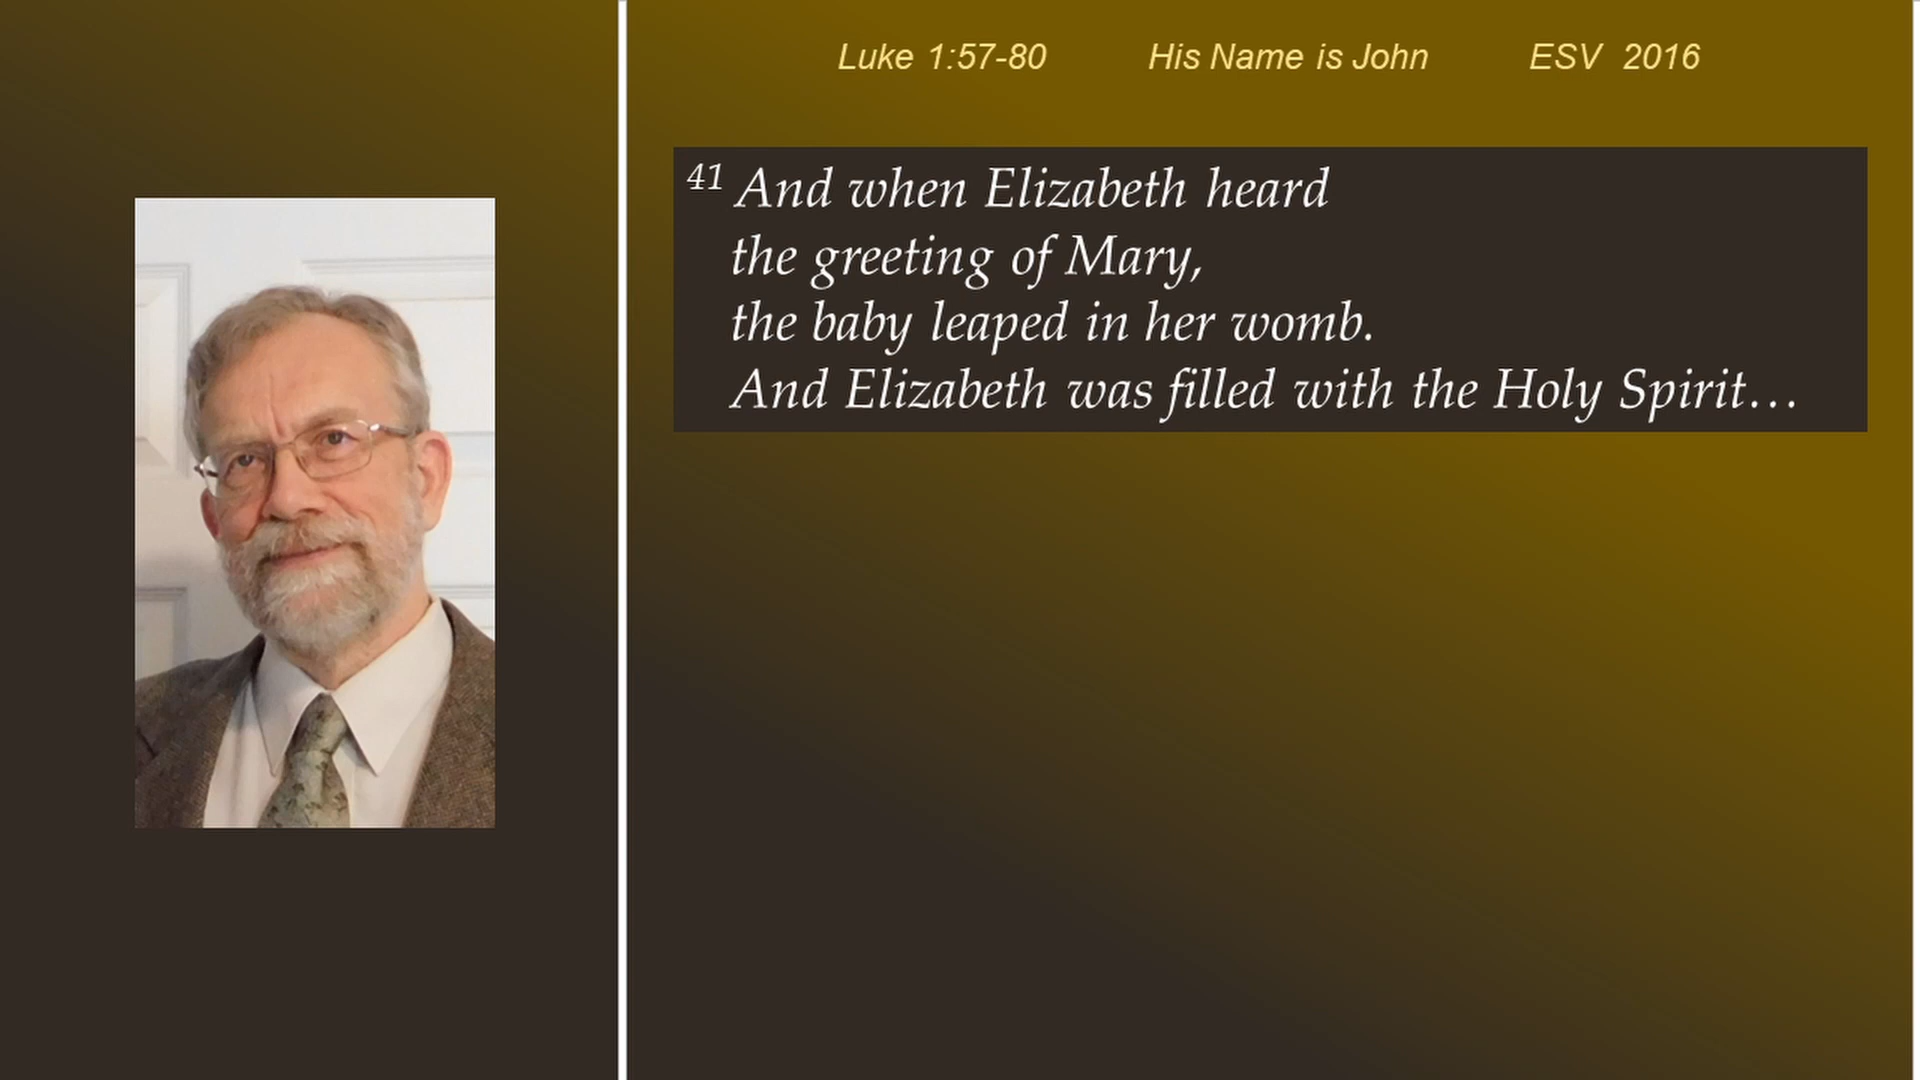 Luke 1:57-80 His Name is John ESV 2016
41 And when Elizabeth heard
the greeting of Mary,
the baby leaped in her womb.
And Elizabeth was filled with the Holy Spirit…